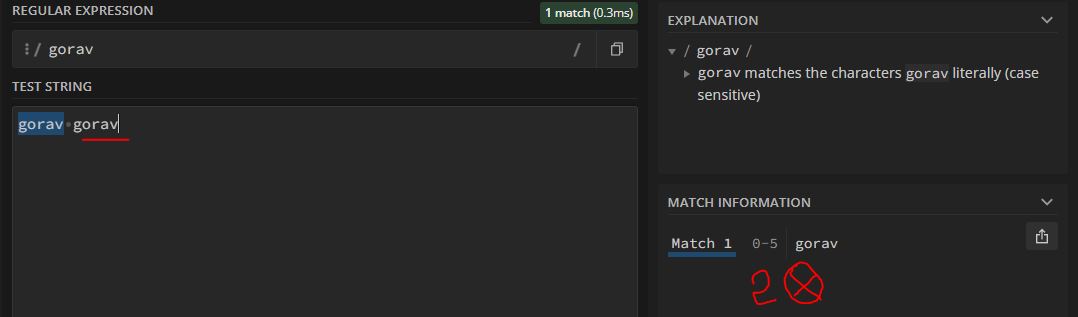 REGULAR EXPRESSION
1 match (0.3ms)
/ gorav /
TEST STRING
gorav·gorav
EXPLANATION
/ gorav /
gorav matches the characters gorav literally (case
sensitive)
MATCH INFORMATION
Match 1 0-5 gorav
2